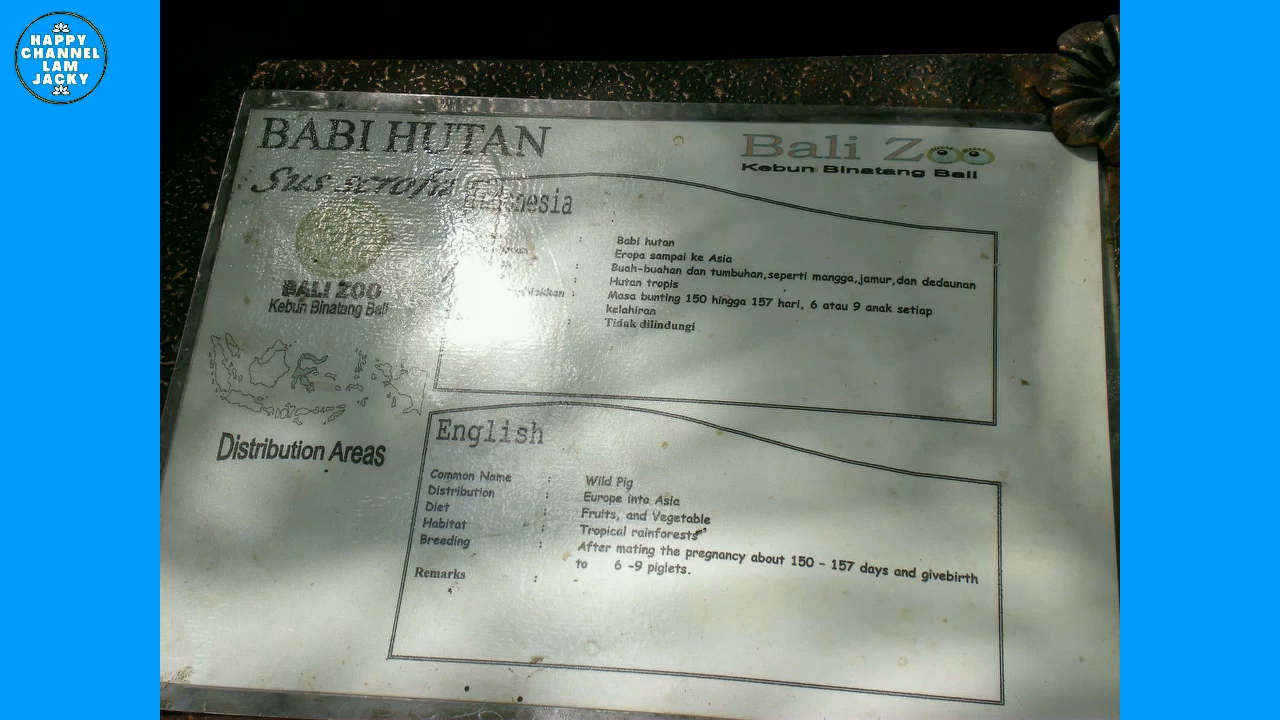 HAPPY
CHANNEL
LAM
JACKY
BABI HUTAN
Sus scrofa
Bali Zoo
Kebun Binatang Bali
BALI ZOO
Kebun Binatang Bali
Distribution Areas
Indonesia
: Babi hutan
Eropa sampai ke Asia
: Buah-buahan dan tumbuhan,seperti mangga,jamur,dan dedaunan
: Hutan tropis
: Masa bunting 150 hingga 157 hari, 6 atau 9 anak setiap
kelahiran
: Tidak dilindungi
English
Common Name : Wild Pig
Distribution : Europe into Asia
Diet : Fruits, and Vegetable
Habitat : Tropical rainforests
Breeding : After mating the pregnancy about 150 - 157 days and givebirth
to 6 -9 piglets.
Remarks : -